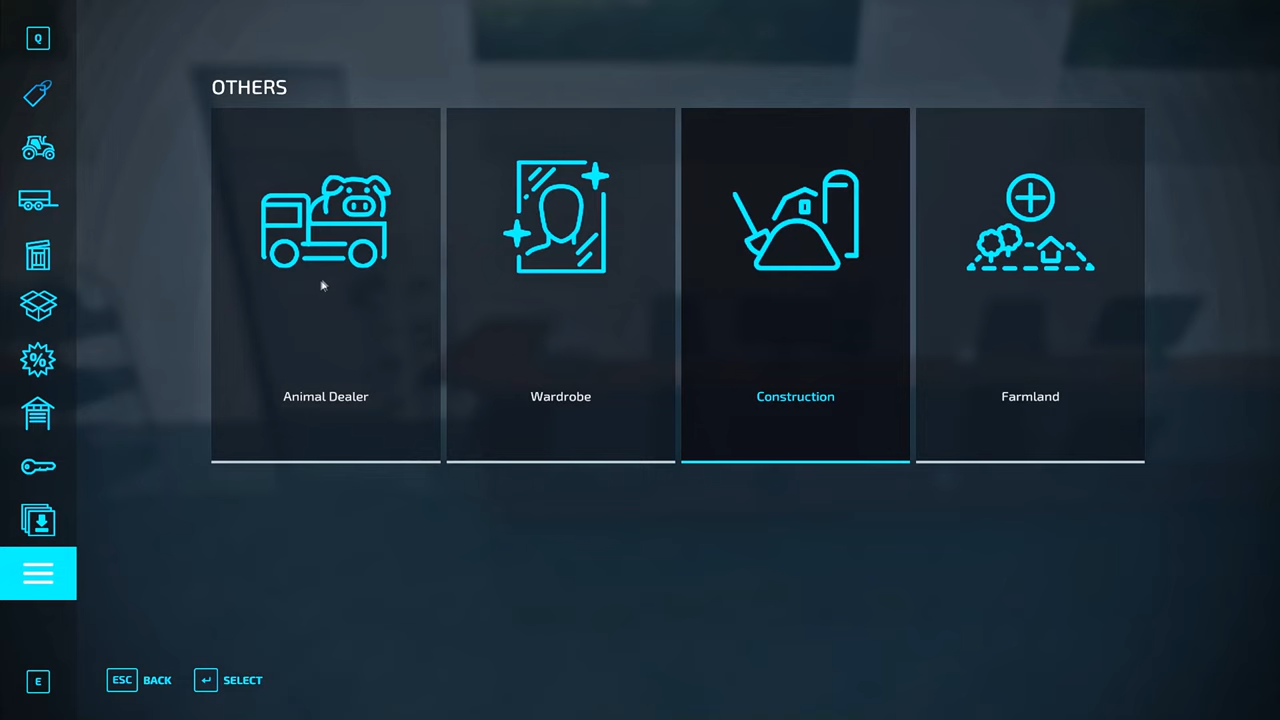 Q
OTHERS
Animal Dealer
Wardrobe
Construction
Farmland
%
E
ESC BACK
↵ SELECT